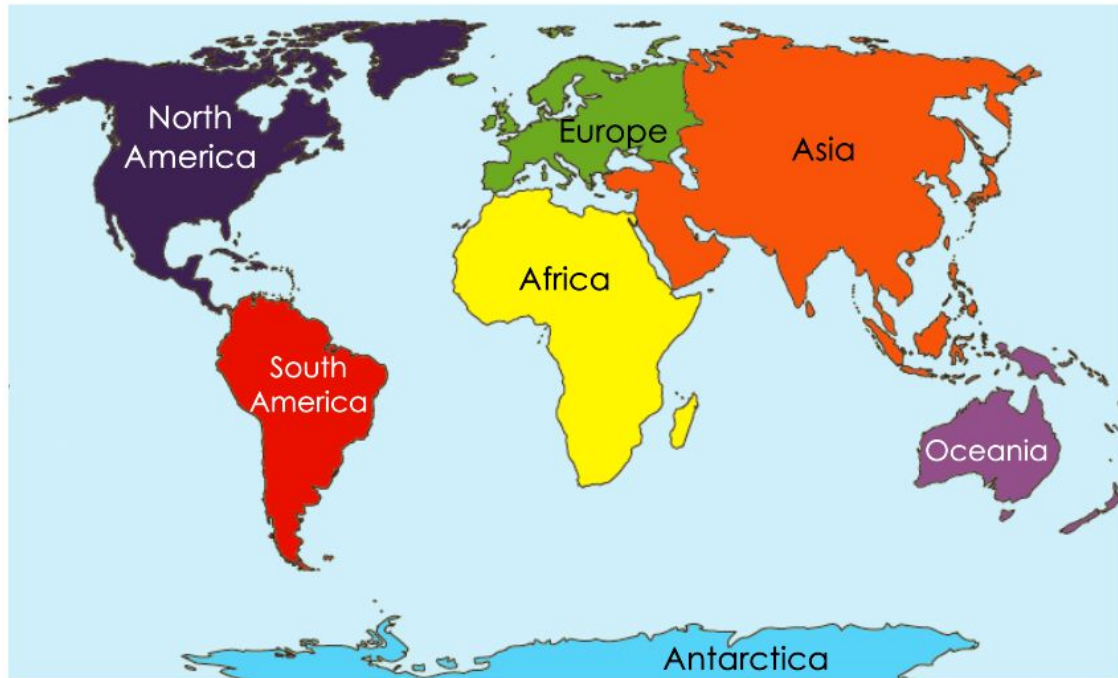 North
America
Europe
Asia
Africa
South
America
Oceania
Antarctica